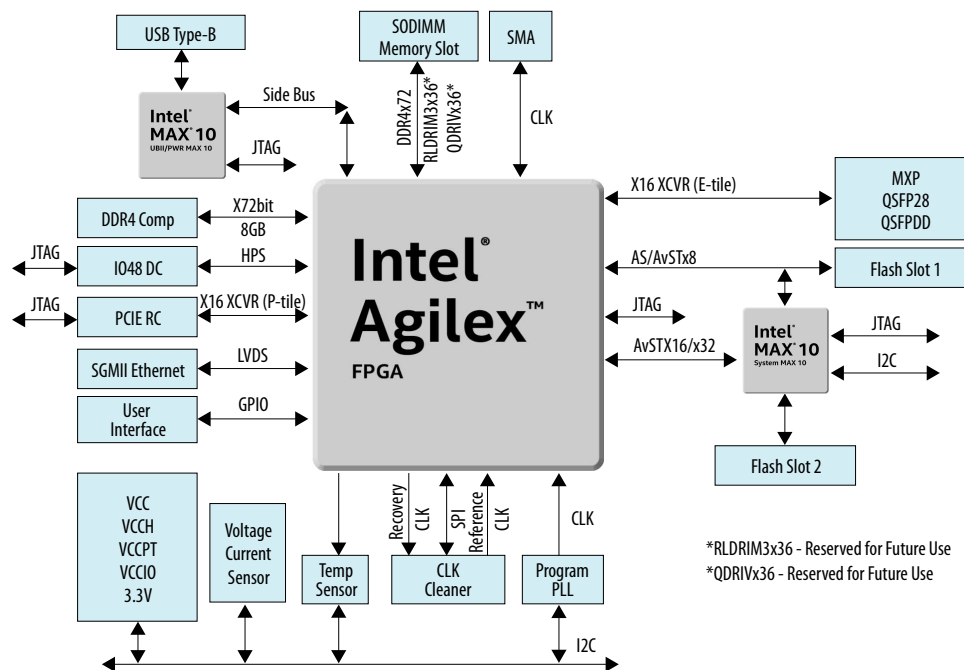 USB Type-B
SODIMM
Memory Slot
SMA
Intel®
MAX® 10
UBII/PWR MAX 10
Side Bus
JTAG
DDR4x72
RLDRIM3x36*
QDRIVx36*
CLK
DDR4 Comp
X72bit
8GB
JTAG
IO48 DC
HPS
JTAG
PCIE RC
X16 XCVR (P-tile)
SGMII Ethernet
LVDS
User
Interface
GPIO
Intel®
Agilex™
FPGA
X16 XCVR (E-tile)
MXP
QSFP28
QSFPDD
AS/AvSTx8
Flash Slot 1
JTAG
AvSTX16/x32
Intel®
MAX® 10
System MAX 10
JTAG
I2C
Flash Slot 2
VCC
VCCH
VCCPT
VCCIO
3.3V
Voltage
Current
Sensor
Temp
Sensor
Recovery
CLK
SPI
Reference
CLK
CLK
Cleaner
CLK
Program
PLL
I2C
*RLDRIM3x36 - Reserved for Future Use
*QDRIVx36 - Reserved for Future Use